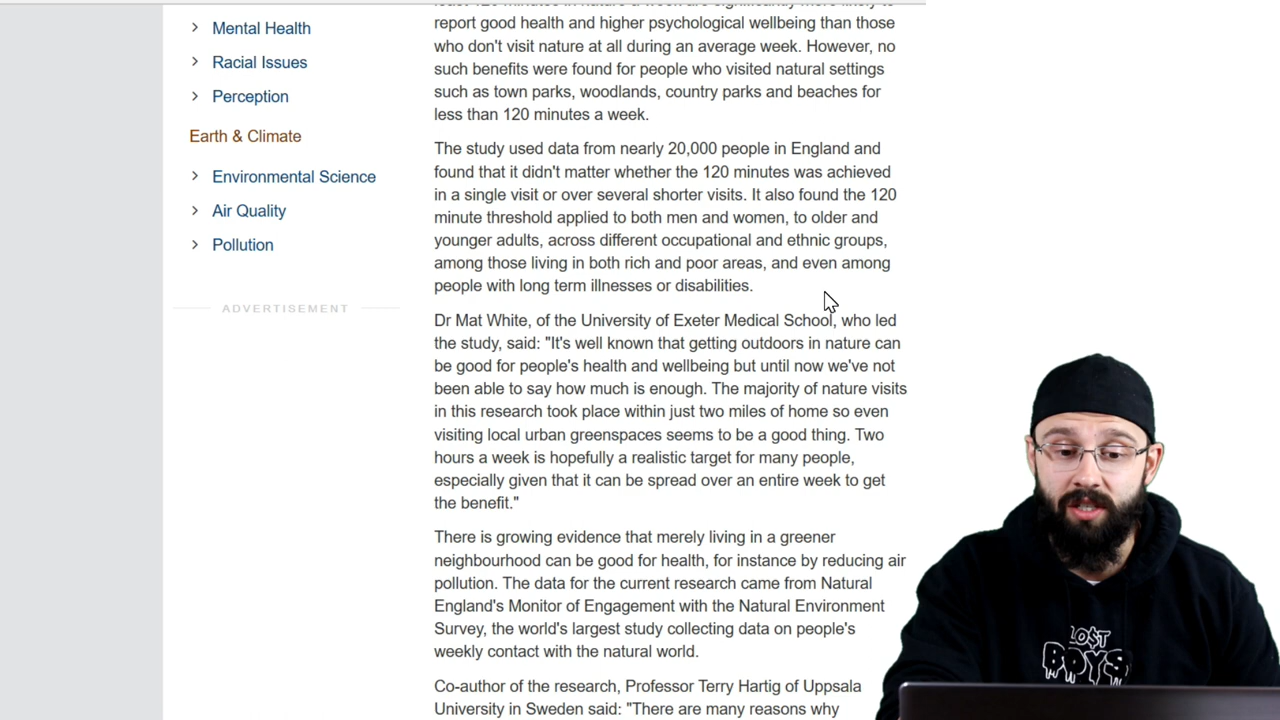 Mental Health
Racial Issues
Perception
Earth & Climate
Environmental Science
Air Quality
Pollution
ADVERTISEMENT
least 120 minutes in nature a week are significantly more likely to
report good health and higher psychological wellbeing than those
who don't visit nature at all during an average week. However, no
such benefits were found for people who visited natural settings
such as town parks, woodlands, country parks and beaches for
less than 120 minutes a week.
The study used data from nearly 20,000 people in England and
found that it didn't matter whether the 120 minutes was achieved
in a single visit or over several shorter visits. It also found the 120
minute threshold applied to both men and women, to older and
younger adults, across different occupational and ethnic groups,
among those living in both rich and poor areas, and even among
people with long term illnesses or disabilities.
Dr Mat White, of the University of Exeter Medical School, who led
the study, said: "It's well known that getting outdoors in nature can
be good for people's health and wellbeing but until now we've not
been able to say how much is enough. The majority of nature visits
in this research took place within just two miles of home so even
visiting local urban greenspaces seems to be a good thing. Two
hours a week is hopefully a realistic target for many people,
especially given that it can be spread over an entire week to get
the benefit."
There is growing evidence that merely living in a greener
neighbourhood can be good for health, for instance by reducing air
pollution. The data for the current research came from Natural
England's Monitor of Engagement with the Natural Environment
Survey, the world's largest study collecting data on people's
weekly contact with the natural world.
Co-author of the research, Professor Terry Hartig of Uppsala
University in Sweden said: "There are many reasons why
LO$T
BOYS